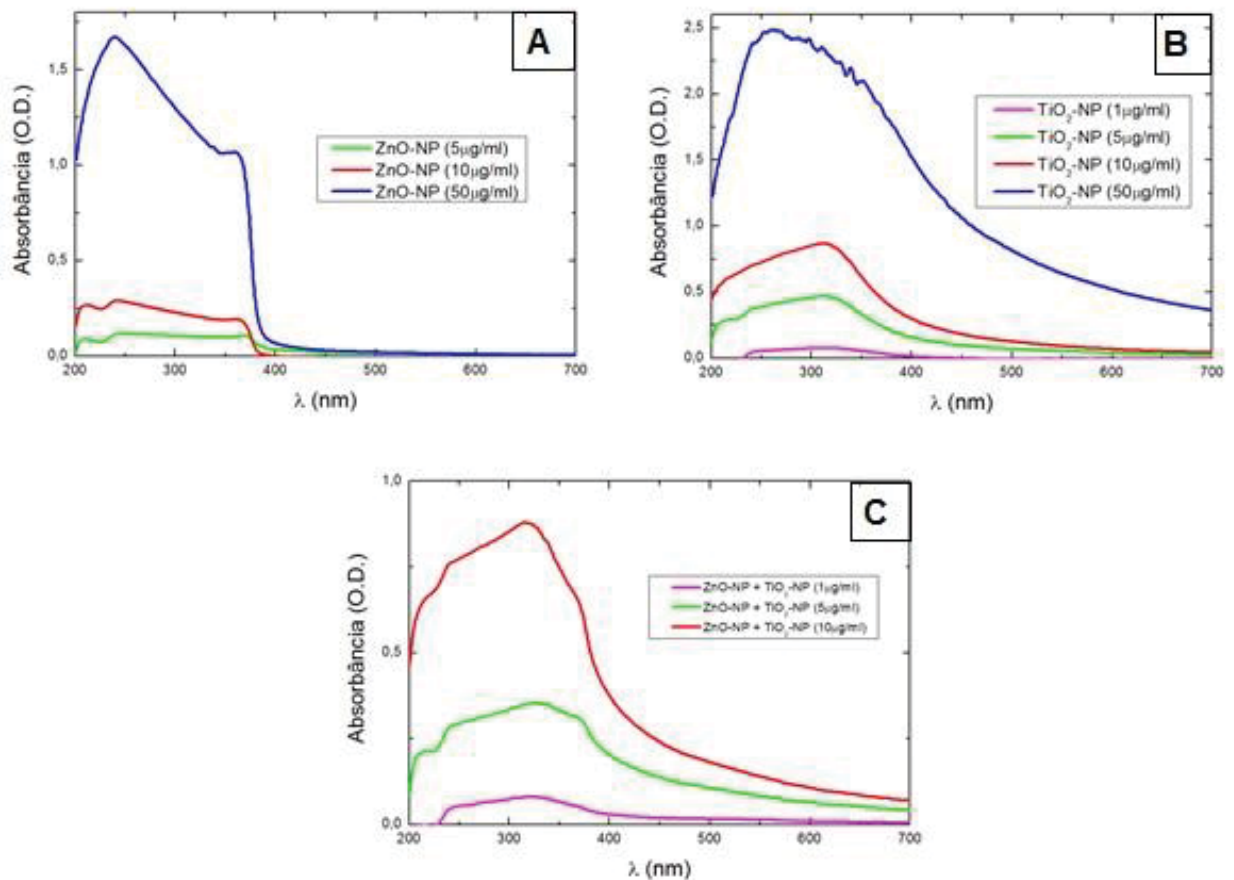 A
Absorbância (O.D.)
1,5
1,0
0,5
0,0
200 300 400 500 600 700
λ (nm)
ZnO-NP (5μg/ml)
ZnO-NP (10μg/ml)
ZnO-NP (50μg/ml)
B
Absorbância (O.D.)
2,5
2,0
1,5
1,0
0,5
0,0
200 300 400 500 600 700
λ (nm)
TiO₂-NP (1μg/ml)
TiO₂-NP (5μg/ml)
TiO₂-NP (10μg/ml)
TiO₂-NP (50μg/ml)
C
Absorbância (O.D.)
1,0
0,5
0,0
200 300 400 500 600 700
λ (nm)
ZnO-NP + TiO₂-NP (1μg/ml)
ZnO-NP + TiO₂-NP (5μg/ml)
ZnO-NP + TiO₂-NP (10μg/ml)